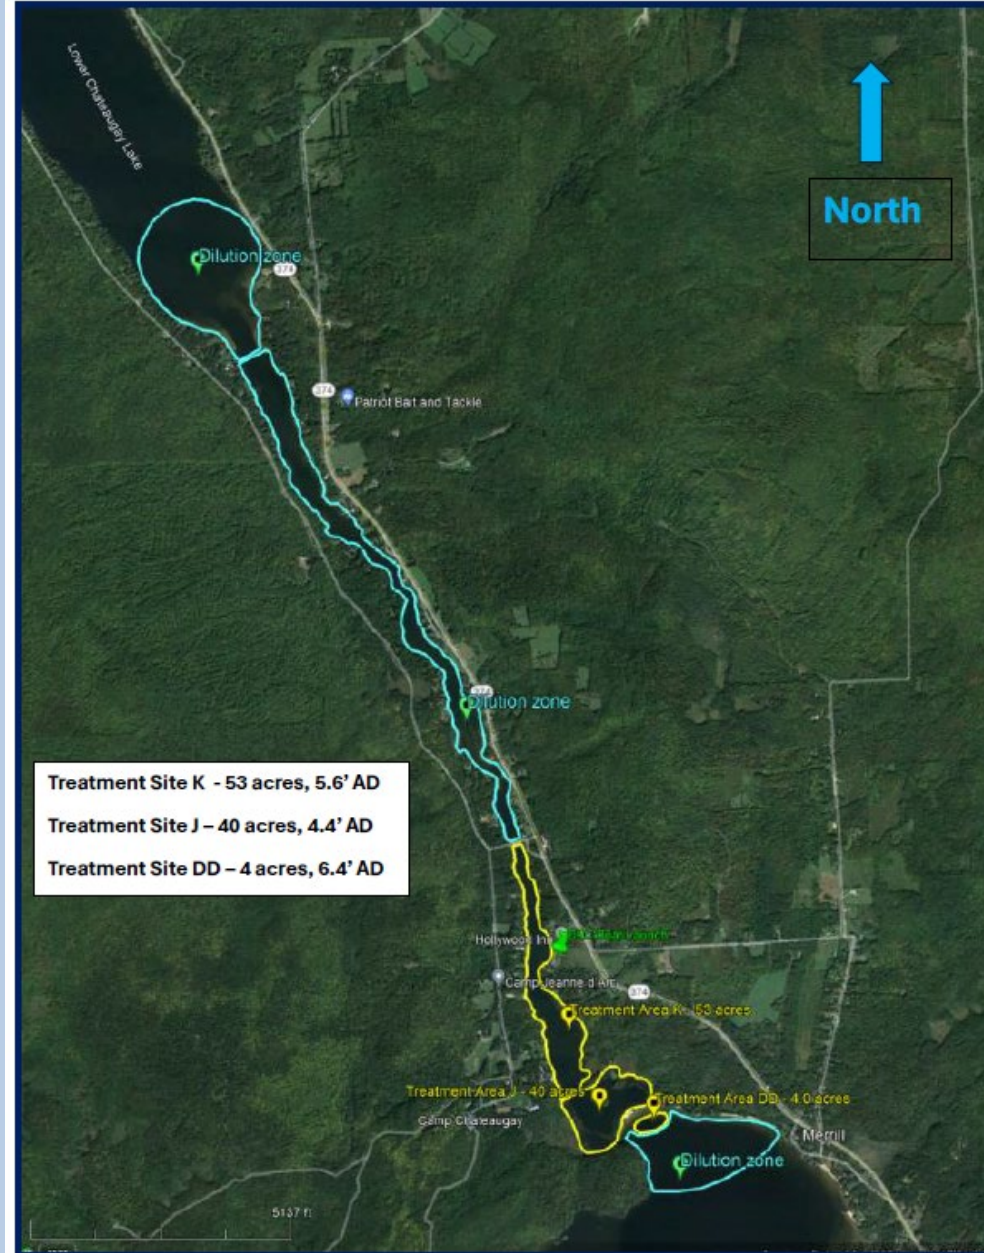 Lower Chateaugay Lake
North
Dilution zone
374
374
Patriot Bait and Tackle
374
Dilution zone
Treatment Site K - 53 acres, 5.6’ AD
Treatment Site J – 40 acres, 4.4’ AD
Treatment Site DD – 4 acres, 6.4’ AD
Hollywood Inn
Camp Jeanne d Arc
374
Treatment Area K - 53 acres
Treatment Area J - 40 acres
Treatment Area DD - 4.0 acres
Camp Chateaugay
Merrill
Dilution zone
5137 ft